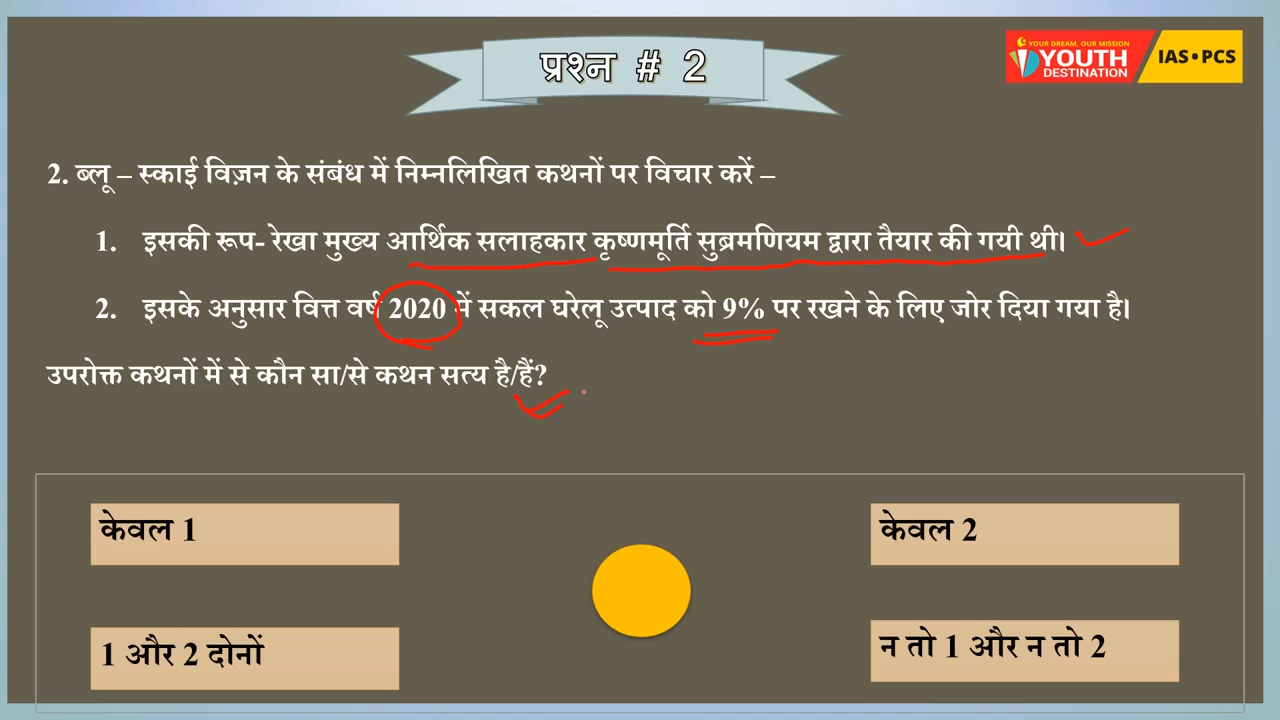 प्रश्न # 2
YOUR DREAM, OUR MISSION
YOUTH
DESTINATION
IAS•PCS
2. ब्लू – स्काई विज़न के संबंध में निम्नलिखित कथनों पर विचार करें –
1. इसकी रूप- रेखा मुख्य आर्थिक सलाहकार कृष्णमूर्ति सुब्रमणियम द्वारा तैयार की गयी थी।
2. इसके अनुसार वित्त वर्ष 2020 में सकल घरेलू उत्पाद को 9% पर रखने के लिए जोर दिया गया है।
उपरोक्त कथनों में से कौन सा/से कथन सत्य है/हैं?
केवल 1
केवल 2
1 और 2 दोनों
न तो 1 और न तो 2